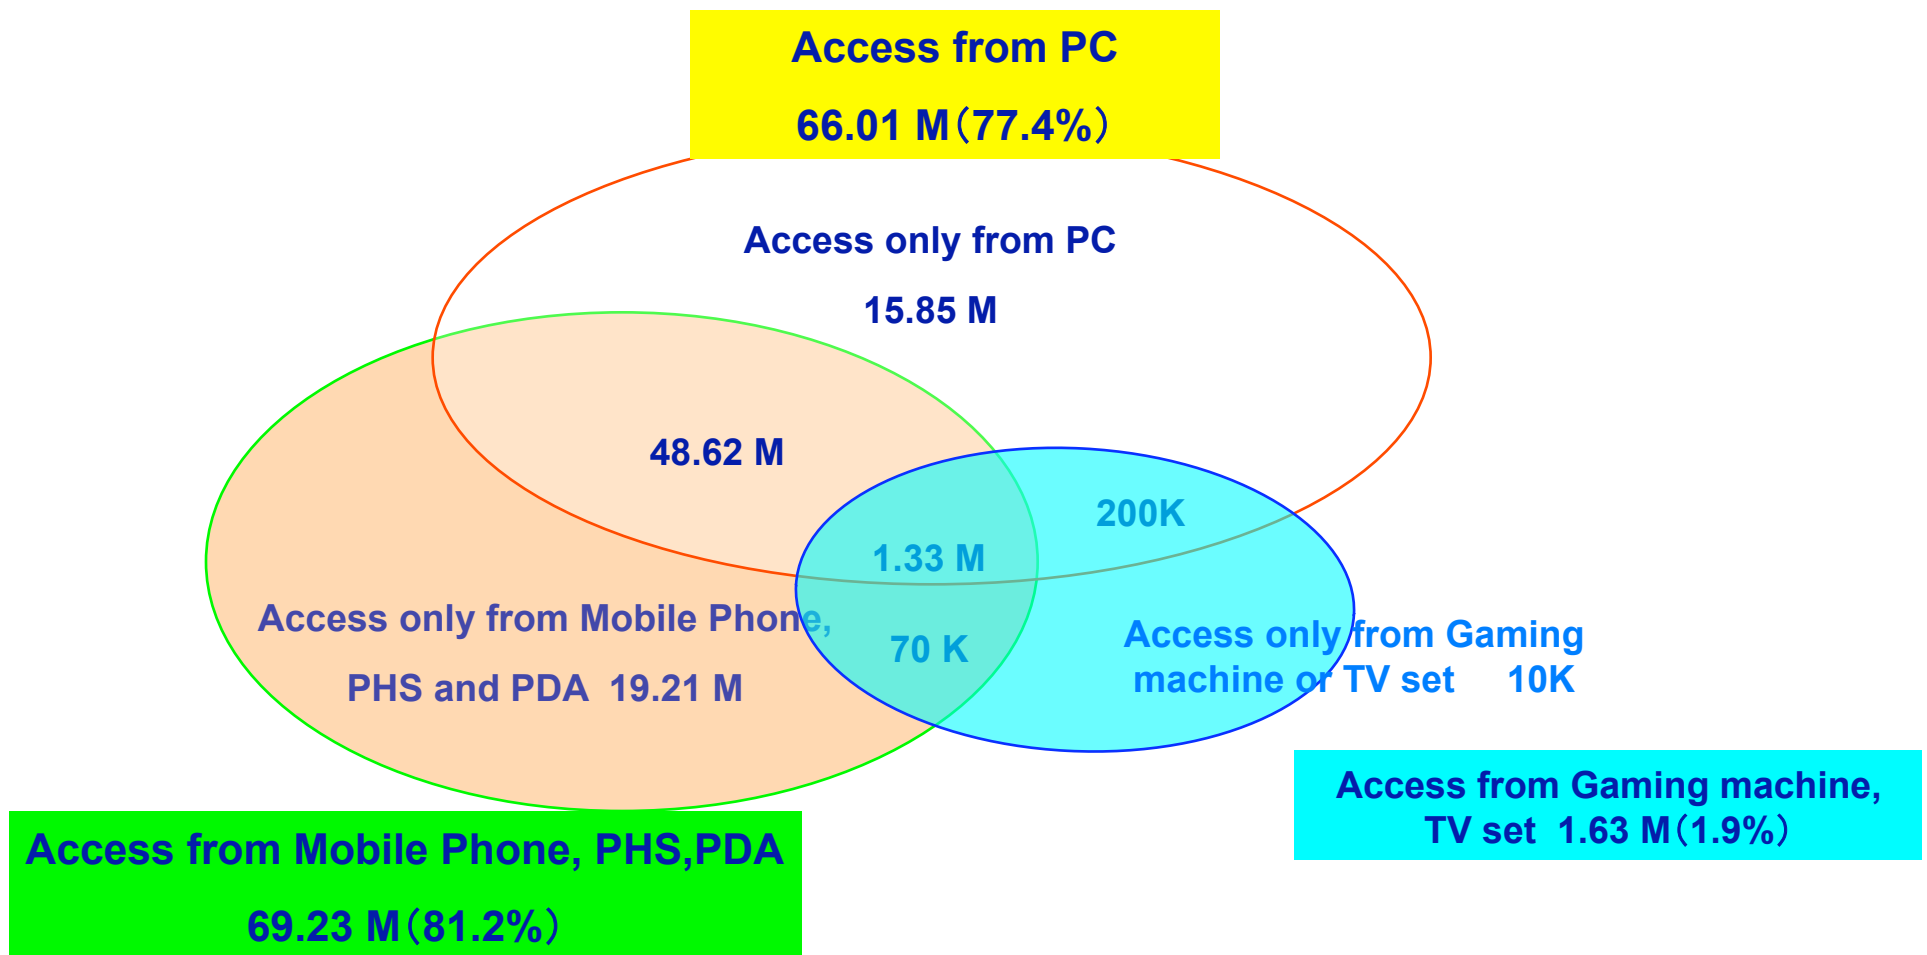 Access from PC
66.01 M（77.4%）
Access only from PC
15.85 M
48.62 M
200K
1.33 M
Access only from Mobile Phone,
PHS and PDA 19.21 M
70 K
Access only from Gaming
machine or TV set 10K
Access from Gaming machine,
TV set 1.63 M（1.9%）
Access from Mobile Phone, PHS,PDA
69.23 M（81.2%）